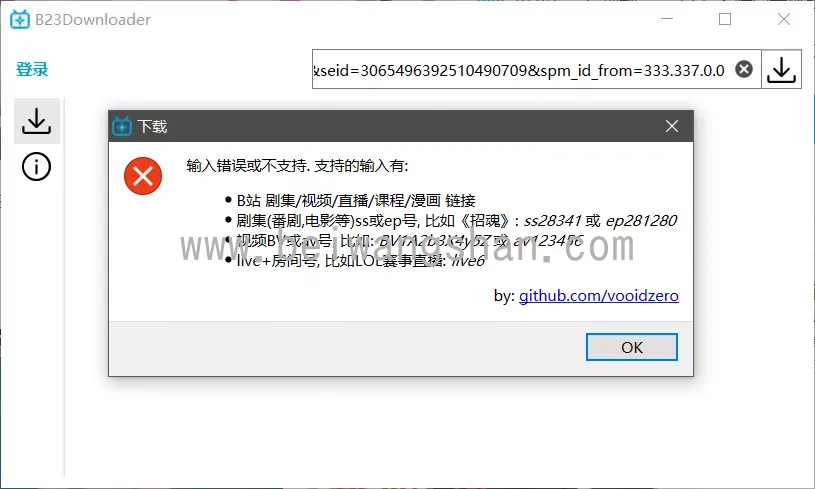 B23Downloader
登录
&seid=3065496392510490709&spm_id_from=333.337.0.0
下载
输入错误或不支持. 支持的输入有:
B站 剧集/视频/直播/课程/漫画 链接
剧集(番剧,电影等)ss或ep号, 比如《招魂》: ss28341 或 ep281280
视频BV或av号, 比如: BV1A2b3X4y5Z 或 av123456
live+房间号, 比如LOL赛事直播: live6
www.beiwangshan.com
by: github.com/vooidzero
OK